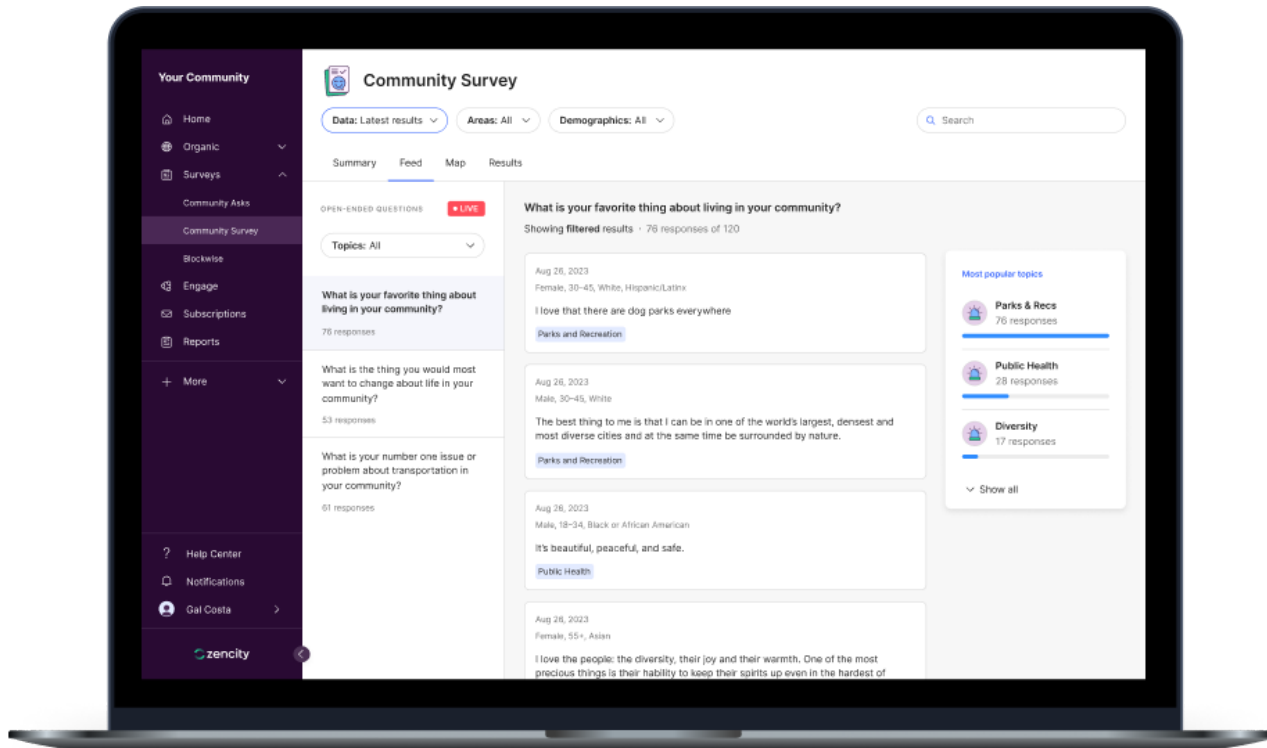 Your Community
Home
Organic
Surveys
Community Asks
Community Survey
Blockwise
Engage
Subscriptions
Reports
More
Help Center
Notifications
Gal Costa
zencity
Community Survey
Data: Latest results
Areas: All
Demographics: All
Search
Summary
Feed
Map
Results
OPEN-ENDED QUESTIONS
LIVE
Topics: All
What is your favorite thing about
living in your community?
76 responses
What is the thing you would most
want to change about life in your
community?
53 responses
What is your number one issue or
problem about transportation in
your community?
61 responses
What is your favorite thing about living in your community?
Showing filtered results · 76 responses of 120
Aug 26, 2023
Female, 30-45, White, Hispanic/Latinx
I love that there are dog parks everywhere
Parks and Recreation
Aug 26, 2023
Male, 30-45, White
The best thing to me is that I can be in one of the world's largest, densest and
most diverse cities and at the same time be surrounded by nature.
Parks and Recreation
Aug 26, 2023
Male, 18-34, Black or African American
It's beautiful, peaceful, and safe.
Public Health
Aug 26, 2023
Female, 55+, Asian
I love the people: the diversity, their joy and their warmth. One of the most
precious things is their hability to keep their spirits up even in the hardest of
Most popular topics
Parks & Recs
76 responses
Public Health
28 responses
Diversity
17 responses
Show all